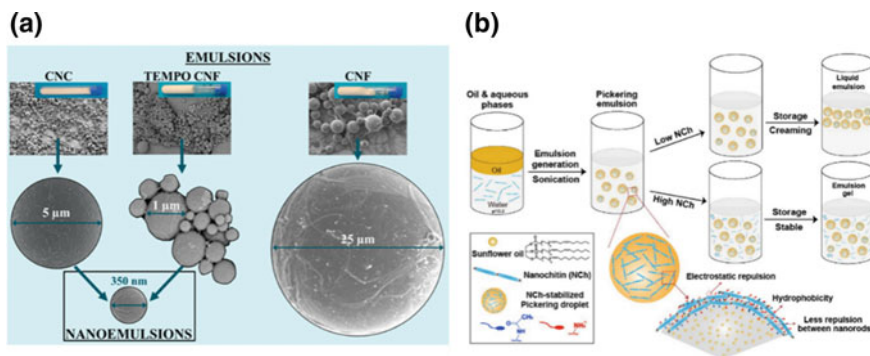 (a)
EMULSIONS
CNC
TEMPO CNF
CNF
5 µm
1 µm
25 µm
350 nm
NANOEMULSIONS
(b)
Oil & aqueous
phases
Oil
Water
Emulsion
generation
Sonication
Pickering
emulsion
Low NCh
High NCh
Storage
Creaming
Liquid
emulsion
Storage
Stable
Emulsion
gel
Sunflower oil
Nanochitin (NCh)
NCh-stabilized
Pickering droplet
Electrostatic repulsion
Hydrophobicity
Less repulsion
between nanorods